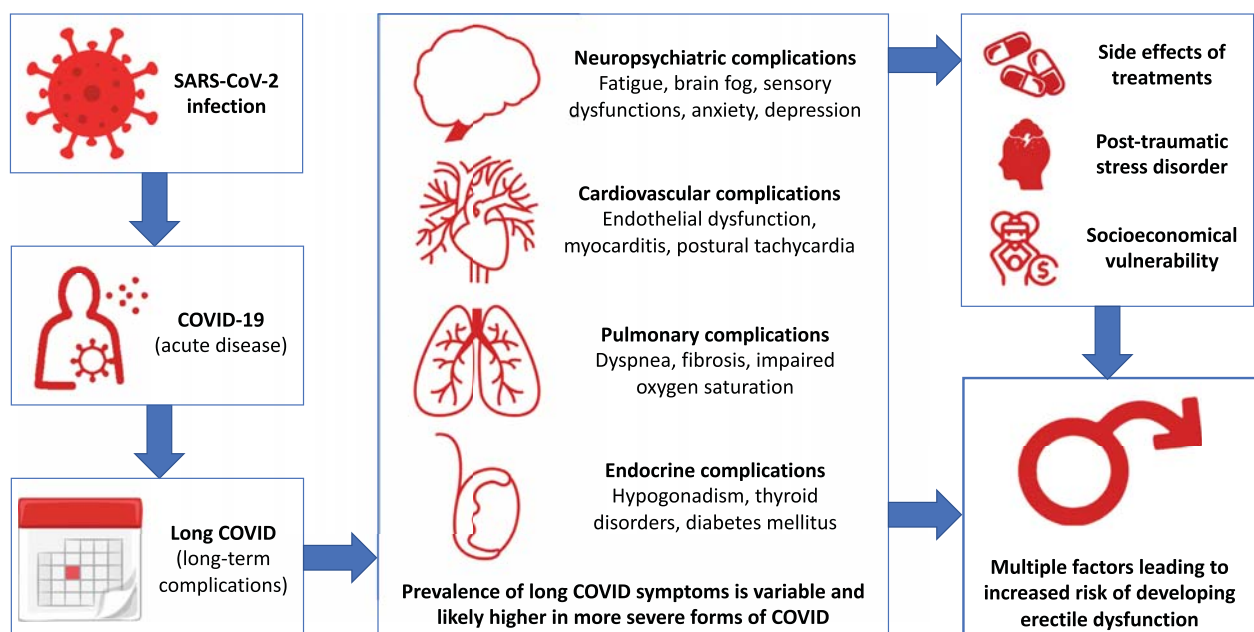 SARS-CoV-2
infection
COVID-19
(acute disease)
Long COVID
(long-term
complications)
Neuropsychiatric complications
Fatigue, brain fog, sensory
dysfunctions, anxiety, depression
Cardiovascular complications
Endothelial dysfunction,
myocarditis, postural tachycardia
Pulmonary complications
Dyspnea, fibrosis, impaired
oxygen saturation
Endocrine complications
Hypogonadism, thyroid
disorders, diabetes mellitus
Prevalence of long COVID symptoms is variable and
likely higher in more severe forms of COVID
Side effects of
treatments
Post-traumatic
stress disorder
$
Socioeconomical
vulnerability
Multiple factors leading to
increased risk of developing
erectile dysfunction